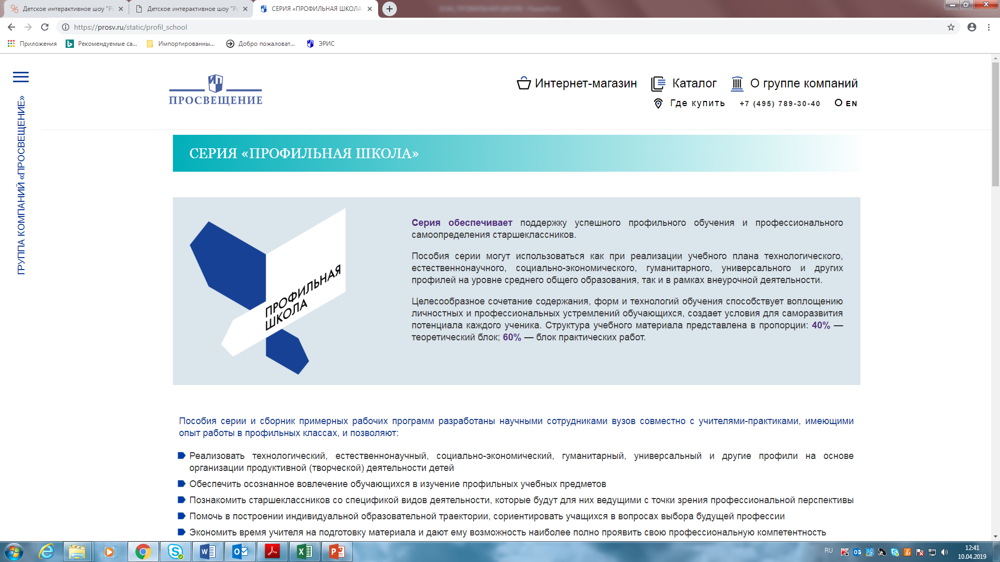 Детское интерактивное шоу "Рс
Детское интерактивное шоу "Рс
СЕРИЯ «ПРОФИЛЬНАЯ ШКОЛА
https://prosv.ru/static/profil_school
Приложения
Рекомендуемые са...
Импортированны...
Добро пожаловат...
ЭРИС
ГРУППА КОМПАНИЙ «ПРОСВЕЩЕНИЕ»
ИП
ПРОСВЕЩЕНИЕ
Интернет-магазин
Каталог
О группе компаний
Где купить
+7 (495) 789-30-40
EN
СЕРИЯ «ПРОФИЛЬНАЯ ШКОЛА»
ПРОФИЛЬНАЯ
ШКОЛА
Серия обеспечивает поддержку успешного профильного обучения и профессионального
самоопределения старшеклассников.
Пособия серии могут использоваться как при реализации учебного плана технологического,
естественнонаучного, социально-экономического, гуманитарного, универсального и других
профилей на уровне среднего общего образования, так и в рамках внеурочной деятельности.
Целесообразное сочетание содержания, форм и технологий обучения способствует воплощению
личностных и профессиональных устремлений обучающихся, создает условия для саморазвития
потенциала каждого ученика. Структура учебного материала представлена в пропорции: 40% —
теоретический блок; 60% — блок практических работ.
Пособия серии и сборник примерных рабочих программ разработаны научными сотрудниками вузов совместно с учителями-практиками, имеющими
опыт работы в профильных классах, и позволяют:
Реализовать технологический, естественнонаучный, социально-экономический, гуманитарный, универсальный и другие профили на основе
организации продуктивной (творческой) деятельности детей
Обеспечить осознанное вовлечение обучающихся в изучение профильных учебных предметов
Познакомить старшеклассников со спецификой видов деятельности, которые будут для них ведущими с точки зрения профессиональной перспективы
Помочь в построении индивидуальной образовательной траектории, сориентировать учащихся в вопросах выбора будущей профессии
Экономить время учителя на подготовку материала и дают ему возможность наиболее полно проявить свою профессиональную компетентность
RU
12:41
10.04.2019